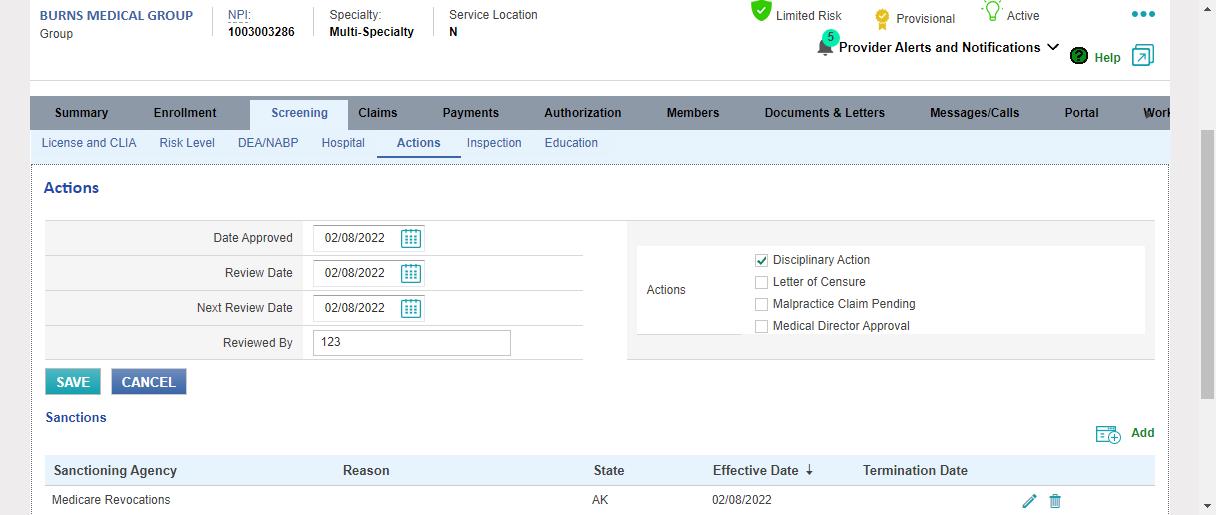 BURNS MEDICAL GROUP
Group
NPI:
1003003286
Specialty:
Multi-Specialty
Service Location
N
Limited Risk
Provisional
Active
5
Provider Alerts and Notifications
? Help
Summary Enrollment Screening Claims Payments Authorization Members Documents & Letters Messages/Calls Portal Work
License and CLIA Risk Level DEA/NABP Hospital Actions Inspection Education
Actions
Date Approved 02/08/2022
Review Date 02/08/2022
Next Review Date 02/08/2022
Reviewed By 123
Actions
Disciplinary Action
Letter of Censure
Malpractice Claim Pending
Medical Director Approval
SAVE CANCEL
Sanctions
Add
Sanctioning Agency Reason State Effective Date ↓ Termination Date
Medicare Revocations AK 02/08/2022